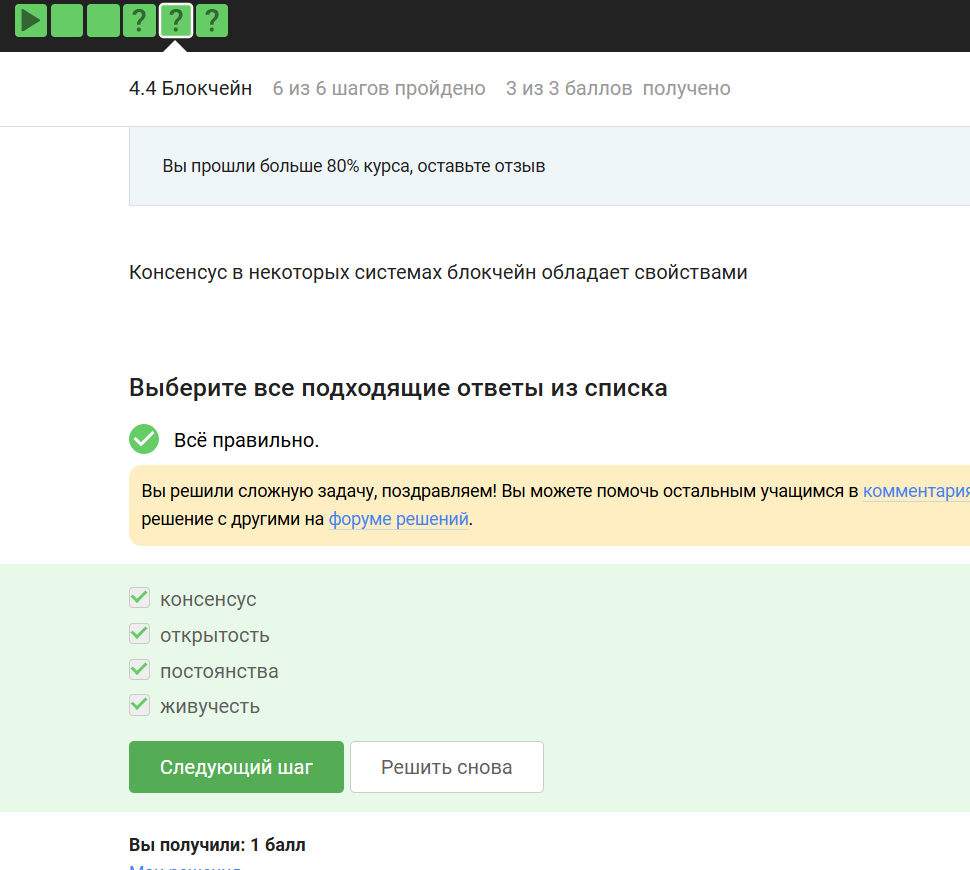 ? ? ?
4.4 Блокчейн 6 из 6 шагов пройдено 3 из 3 баллов получено
Вы прошли больше 80% курса, оставьте отзыв
Консенсус в некоторых системах блокчейн обладает свойствами
Выберите все подходящие ответы из списка
Всё правильно.
Вы решили сложную задачу, поздравляем! Вы можете помочь остальным учащимся в комментария
решение с другими на форуме решений.
консенсус
открытость
постоянства
живучесть
Следующий шаг Решить снова
Вы получили: 1 балл